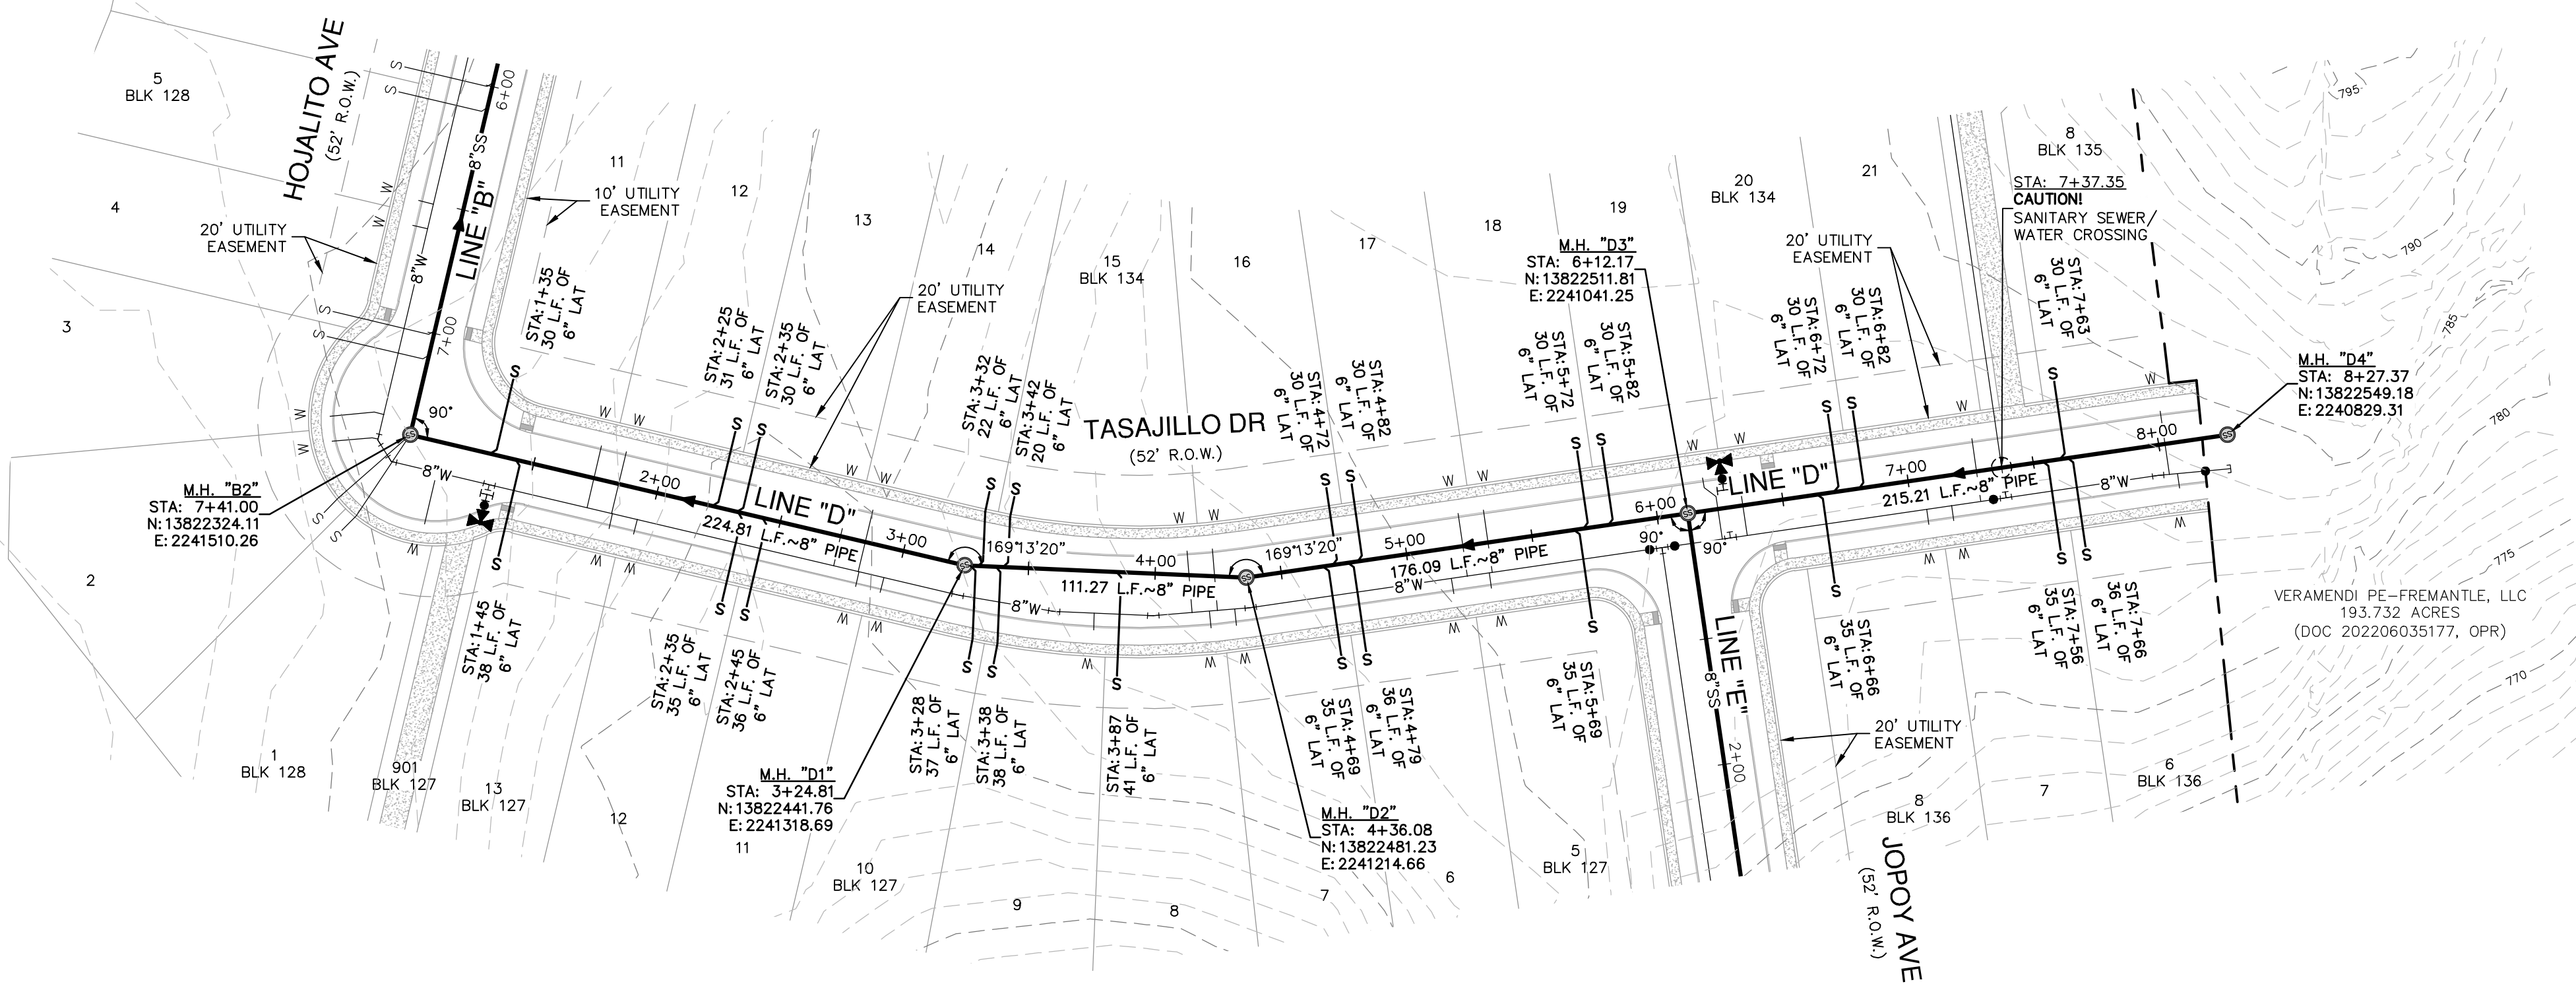 HOJALITO AVE
(52' R.O.W.)
5
BLK 128
4
3
2
1
BLK 128
20' UTILITY
EASEMENT
10' UTILITY
EASEMENT
6+00
8"SS
LINE "B"
8"W
7+00
90°
M.H. "B2"
STA: 7+41.00
N:13822324.11
E:2241510.26
8"W
901
BLK 127
13
BLK 127
12
11
10
BLK 127
9
8
7
6
5
BLK 127
11
12
13
14
15
BLK 134
16
17
18
19
20
BLK 134
21
8
BLK 135
STA:1+35
30 L.F. OF
6" LAT
STA:1+45
38 L.F. OF
6" LAT
STA:2+25
31 L.F. OF
6" LAT
STA:2+35
30 L.F. OF
6" LAT
STA:2+35
35 L.F. OF
6" LAT
STA:2+45
36 L.F. OF
6" LAT
2+00
LINE "D"
224.81 L.F.~8" PIPE
3+00
20' UTILITY
EASEMENT
STA:3+32
22 L.F. OF
6" LAT
STA:3+42
20 L.F. OF
6" LAT
169°13'20"
STA:3+28
37 L.F. OF
6" LAT
STA:3+38
38 L.F. OF
6" LAT
STA:3+87
41 L.F. OF
6" LAT
M.H. "D1"
STA: 3+24.81
N:13822441.76
E:2241318.69
TASAJILLO DR
(52' R.O.W.)
4+00
111.27 L.F.~8" PIPE
8"W
169°13'20"
M.H. "D2"
STA: 4+36.08
N:13822481.23
E:2241214.66
STA:4+72
30 L.F. OF
6" LAT
STA:4+82
30 L.F. OF
6" LAT
STA:4+69
35 L.F. OF
6" LAT
STA:4+79
36 L.F. OF
6" LAT
5+00
176.09 L.F.~8" PIPE
8"W
STA:5+72
30 L.F. OF
6" LAT
STA:5+82
30 L.F. OF
6" LAT
STA:5+69
35 L.F. OF
6" LAT
M.H. "D3"
STA: 6+12.17
N:13822511.81
E:2241041.25
6+00
90°
90°
LINE "D"
LINE "E"
8"SS
2+00
STA:6+72
30 L.F. OF
6" LAT
STA:6+82
30 L.F. OF
6" LAT
STA:6+66
35 L.F. OF
6" LAT
20' UTILITY
EASEMENT
7+00
215.21 L.F.~8" PIPE
8"W
8+00
STA: 7+37.35
CAUTION!
SANITARY SEWER/
WATER CROSSING
STA:7+63
30 L.F. OF
6" LAT
STA:7+56
35 L.F. OF
6" LAT
STA:7+66
36 L.F. OF
6" LAT
M.H. "D4"
STA: 8+27.37
N:13822549.18
E:2240829.31
20' UTILITY
EASEMENT
8
BLK 136
7
6
BLK 136
JOPOY AVE
(52' R.O.W.)
VERAMENDI PE-FREMANTLE, LLC
193.732 ACRES
(DOC 202206035177, OPR)
795
790
785
780
775
770